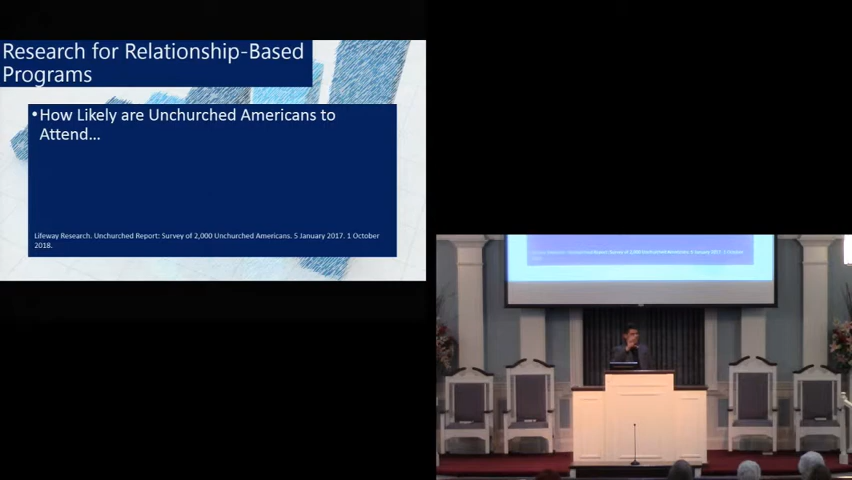 Research for Relationship-Based
Programs
•How Likely are Unchurched Americans to
Attend...
Lifeway Research. Unchurched Report: Survey of 2,000 Unchurched Americans. 5 January 2017. 1 October
2018.